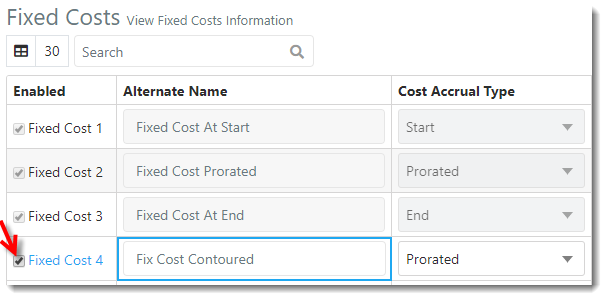 Fixed Costs View Fixed Costs Information
30 Search
Enabled Alternate Name Cost Accrual Type
Fixed Cost 1 Fixed Cost At Start Start
Fixed Cost 2 Fixed Cost Prorated Prorated
Fixed Cost 3 Fixed Cost At End End
Fixed Cost 4 Fix Cost Contoured Prorated